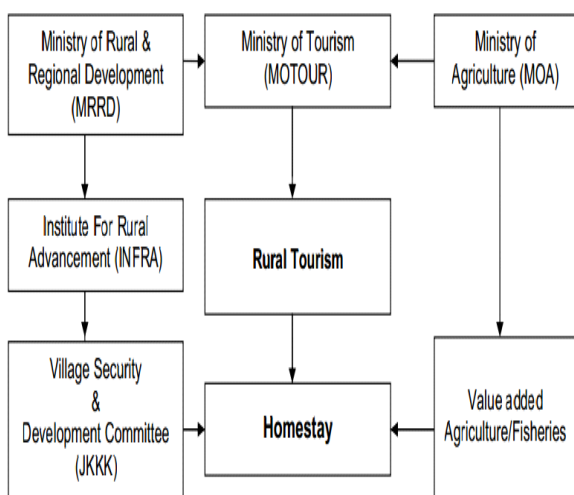 Ministry of Rural &
Regional Development
(MRRD)
Ministry of Tourism
(MOTOUR)
Ministry of
Agriculture (MOA)
Institute For Rural
Advancement (INFRA)
Rural Tourism
Village Security
&
Development Committee
(JKKK)
Homestay
Value added
Agriculture/Fisheries